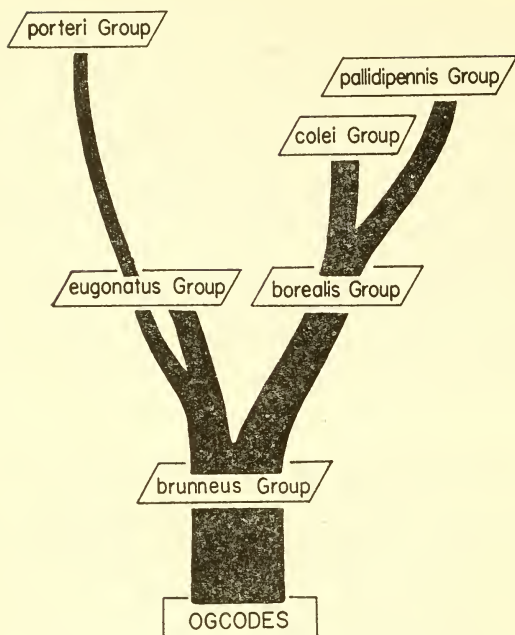 porteri Group
pallidipennis Group
colei Group
eugonatus Group
borealis Group
brunneus Group
OGCODES